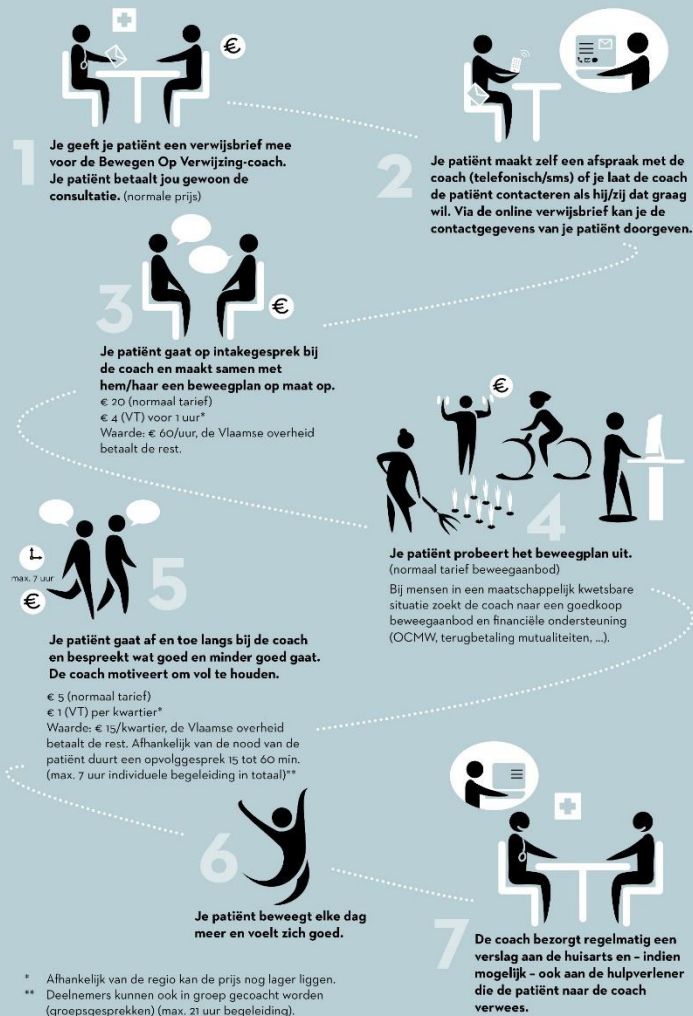 €
1
Je geeft je patiënt een verwijsbrief mee
voor de Bewegen Op Verwijzing-coach.
Je patiënt betaalt jou gewoon de
consultatie. (normale prijs)
2
Je patiënt maakt zelf een afspraak met de
coach (telefonisch/sms) of je laat de coach
de patiënt contacteren als hij/zij dat graag
wil. Via de online verwijsbrief kan je de
contactgegevens van je patiënt doorgeven.
3
€
Je patiënt gaat op intakegesprek bij
de coach en maakt samen met
hem/haar een beweegplan op maat op.
€ 20 (normaal tarief)
€ 4 (VT) voor 1 uur*
Waarde: € 60/uur, de Vlaamse overheid
betaalt de rest.
€
4
Je patiënt probeert het beweegplan uit.
(normaal tarief beweegaanbod)
Bij mensen in een maatschappelijk kwetsbare
situatie zoekt de coach naar een goedkoop
beweegaanbod en financiële ondersteuning
(OCMW, terugbetaling mutualiteiten, ...).
max. 7 uur
€
5
Je patiënt gaat af en toe langs bij de coach
en bespreekt wat goed en minder goed gaat.
De coach motiveert om vol te houden.
€ 5 (normaal tarief)
€ 1 (VT) per kwartier*
Waarde: € 15/kwartier, de Vlaamse overheid
betaalt de rest. Afhankelijk van de nood van de
patiënt duurt een opvolggesprek 15 tot 60 min.
(max. 7 uur individuele begeleiding in totaal)**
6
Je patiënt beweegt elke dag
meer en voelt zich goed.
7
De coach bezorgt regelmatig een
verslag aan de huisarts en – indien
mogelijk – ook aan de hulpverlener
die de patiënt naar de coach
verwees.
* Afhankelijk van de regio kan de prijs nog lager liggen.
** Deelnemers kunnen ook in groep gecoacht worden
(groepsgesprekken) (max. 21 uur begeleiding).